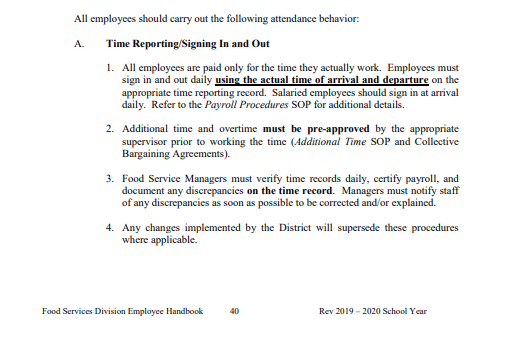 All employees should carry out the following attendance behavior:
A. Time Reporting/Signing In and Out
1. All employees are paid only for the time they actually work. Employees must
sign in and out daily using the actual time of arrival and departure on the
appropriate time reporting record. Salaried employees should sign in at arrival
daily. Refer to the Payroll Procedures SOP for additional details.
2. Additional time and overtime must be pre-approved by the appropriate
supervisor prior to working the time (Additional Time SOP and Collective
Bargaining Agreements).
3. Food Service Managers must verify time records daily, certify payroll, and
document any discrepancies on the time record. Managers must notify staff
of any discrepancies as soon as possible to be corrected and/or explained.
4. Any changes implemented by the District will supersede these procedures
where applicable.
Food Services Division Employee Handbook 40 Rev 2019 – 2020 School Year